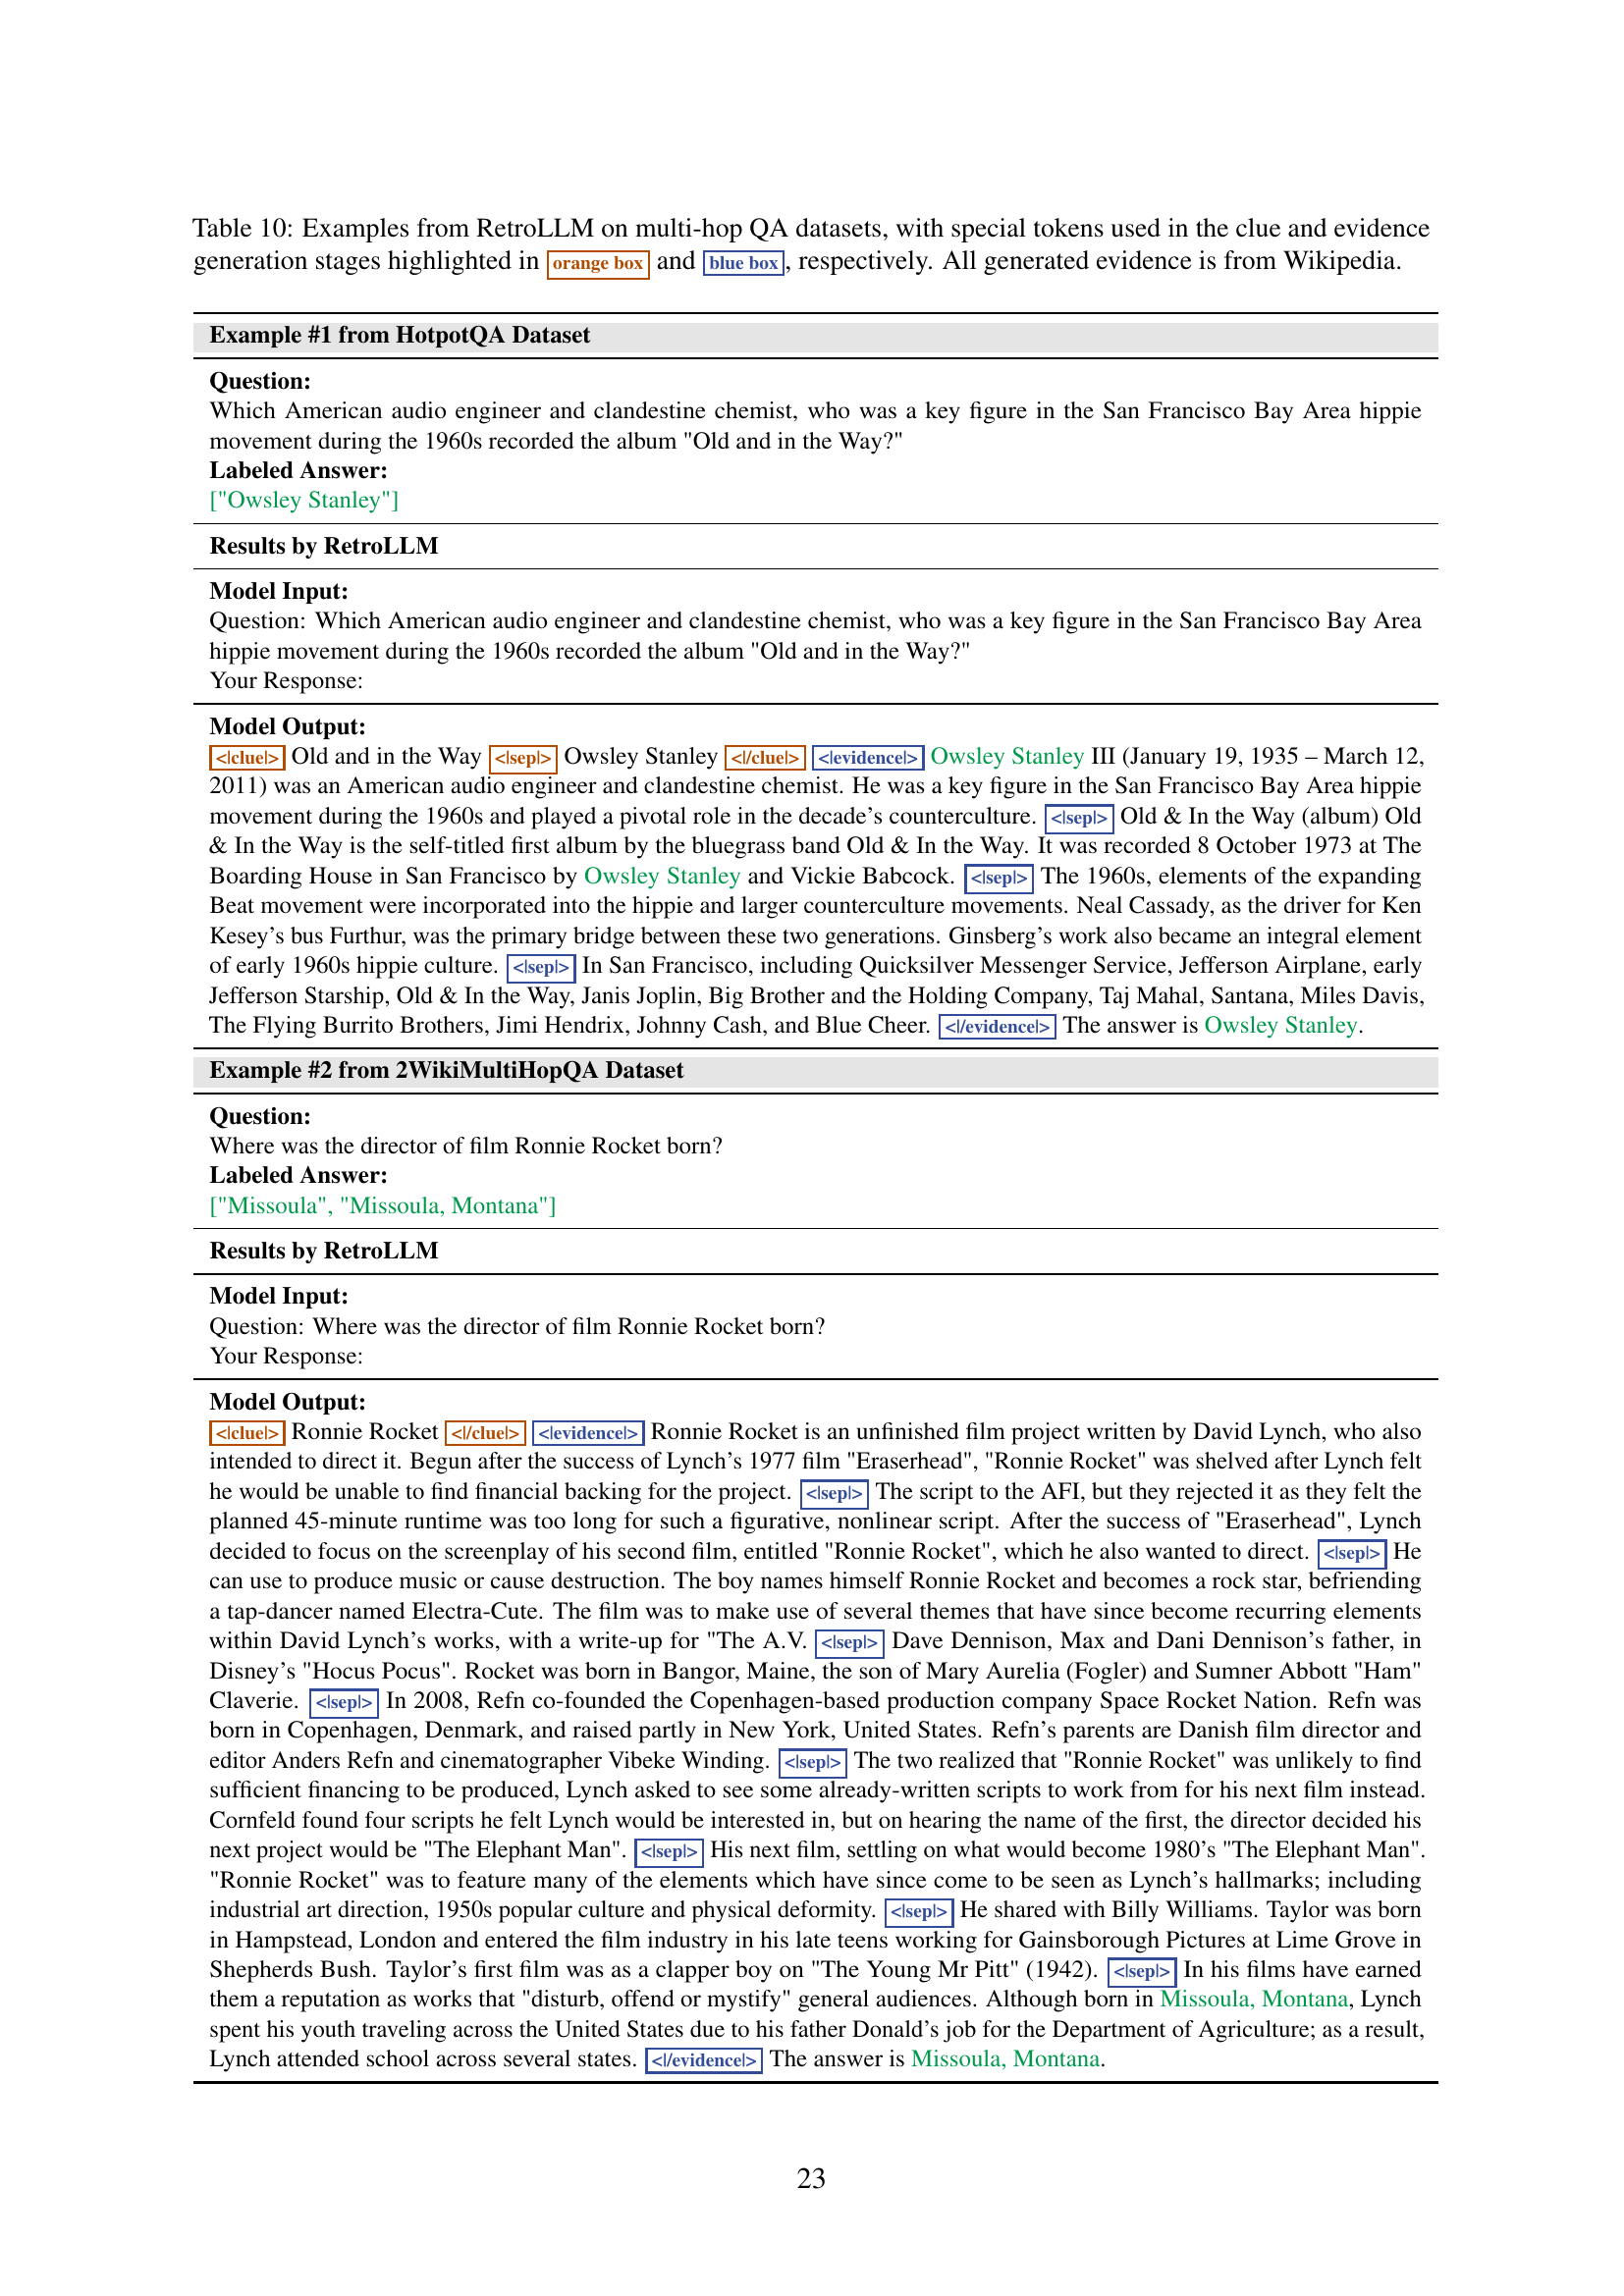 Table 10: Examples from RetroLLM on multi-hop QA datasets, with special tokens used in the clue and evidence
generation stages highlighted in orange box and blue box, respectively. All generated evidence is from Wikipedia.
Example #1 from HotpotQA Dataset
Question:
Which American audio engineer and clandestine chemist, who was a key figure in the San Francisco Bay Area hippie
movement during the 1960s recorded the album "Old and in the Way?"
Labeled Answer:
["Owsley Stanley"]
Results by RetroLLM
Model Input:
Question: Which American audio engineer and clandestine chemist, who was a key figure in the San Francisco Bay Area
hippie movement during the 1960s recorded the album "Old and in the Way?"
Your Response:
Model Output:
<|clue|> Old and in the Way <|sep|> Owsley Stanley <|/clue|> <|evidence|> Owsley Stanley III (January 19, 1935 – March 12,
2011) was an American audio engineer and clandestine chemist. He was a key figure in the San Francisco Bay Area hippie
movement during the 1960s and played a pivotal role in the decade's counterculture. <|sep|> Old & In the Way (album) Old
& In the Way is the self-titled first album by the bluegrass band Old & In the Way. It was recorded 8 October 1973 at The
Boarding House in San Francisco by Owsley Stanley and Vickie Babcock. <|sep|> The 1960s, elements of the expanding
Beat movement were incorporated into the hippie and larger counterculture movements. Neal Cassady, as the driver for Ken
Kesey's bus Furthur, was the primary bridge between these two generations. Ginsberg's work also became an integral element
of early 1960s hippie culture. <|sep|> In San Francisco, including Quicksilver Messenger Service, Jefferson Airplane, early
Jefferson Starship, Old & In the Way, Janis Joplin, Big Brother and the Holding Company, Taj Mahal, Santana, Miles Davis,
The Flying Burrito Brothers, Jimi Hendrix, Johnny Cash, and Blue Cheer. <|/evidence|> The answer is Owsley Stanley.
Example #2 from 2WikiMultiHopQA Dataset
Question:
Where was the director of film Ronnie Rocket born?
Labeled Answer:
["Missoula", "Missoula, Montana"]
Results by RetroLLM
Model Input:
Question: Where was the director of film Ronnie Rocket born?
Your Response:
Model Output:
<|clue|> Ronnie Rocket <|/clue|> <|evidence|> Ronnie Rocket is an unfinished film project written by David Lynch, who also
intended to direct it. Begun after the success of Lynch's 1977 film "Eraserhead", "Ronnie Rocket" was shelved after Lynch felt
he would be unable to find financial backing for the project. <|sep|> The script to the AFI, but they rejected it as they felt the
planned 45-minute runtime was too long for such a figurative, nonlinear script. After the success of "Eraserhead", Lynch
decided to focus on the screenplay of his second film, entitled "Ronnie Rocket", which he also wanted to direct. <|sep|> He
can use to produce music or cause destruction. The boy names himself Ronnie Rocket and becomes a rock star, befriending
a tap-dancer named Electra-Cute. The film was to make use of several themes that have since become recurring elements
within David Lynch's works, with a write-up for "The A.V. <|sep|> Dave Dennison, Max and Dani Dennison's father, in
Disney's "Hocus Pocus". Rocket was born in Bangor, Maine, the son of Mary Aurelia (Fogler) and Sumner Abbott "Ham"
Claverie. <|sep|> In 2008, Refn co-founded the Copenhagen-based production company Space Rocket Nation. Refn was
born in Copenhagen, Denmark, and raised partly in New York, United States. Refn's parents are Danish film director and
editor Anders Refn and cinematographer Vibeke Winding. <|sep|> The two realized that "Ronnie Rocket" was unlikely to find
sufficient financing to be produced, Lynch asked to see some already-written scripts to work from for his next film instead.
Cornfeld found four scripts he felt Lynch would be interested in, but on hearing the name of the first, the director decided his
next project would be "The Elephant Man". <|sep|> His next film, settling on what would become 1980's "The Elephant Man".
"Ronnie Rocket" was to feature many of the elements which have since come to be seen as Lynch's hallmarks; including
industrial art direction, 1950s popular culture and physical deformity. <|sep|> He shared with Billy Williams. Taylor was born
in Hampstead, London and entered the film industry in his late teens working for Gainsborough Pictures at Lime Grove in
Shepherds Bush. Taylor's first film was as a clapper boy on "The Young Mr Pitt" (1942). <|sep|> In his films have earned
them a reputation as works that "disturb, offend or mystify" general audiences. Although born in Missoula, Montana, Lynch
spent his youth traveling across the United States due to his father Donald's job for the Department of Agriculture; as a result,
Lynch attended school across several states. <|/evidence|> The answer is Missoula, Montana.
23